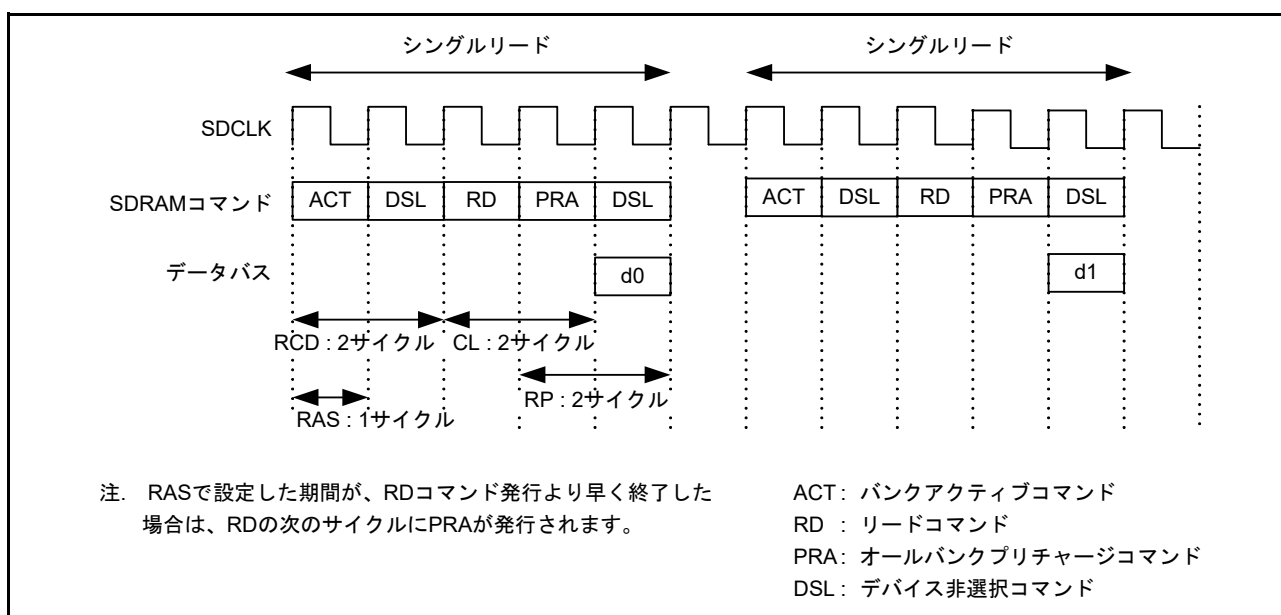 シングルリード シングルリード
SDCLK
SDRAMコマンド ACT DSL RD PRA DSL ACT DSL RD PRA DSL
データバス d0 d1
RCD : 2サイクル CL : 2サイクル
RP : 2サイクル
RAS : 1サイクル
注. RASで設定した期間が、RDコマンド発行より早く終了した
場合は、RDの次のサイクルにPRAが発行されます。
ACT : バンクアクティブコマンド
RD : リードコマンド
PRA : オールバンクプリチャージコマンド
DSL : デバイス非選択コマンド